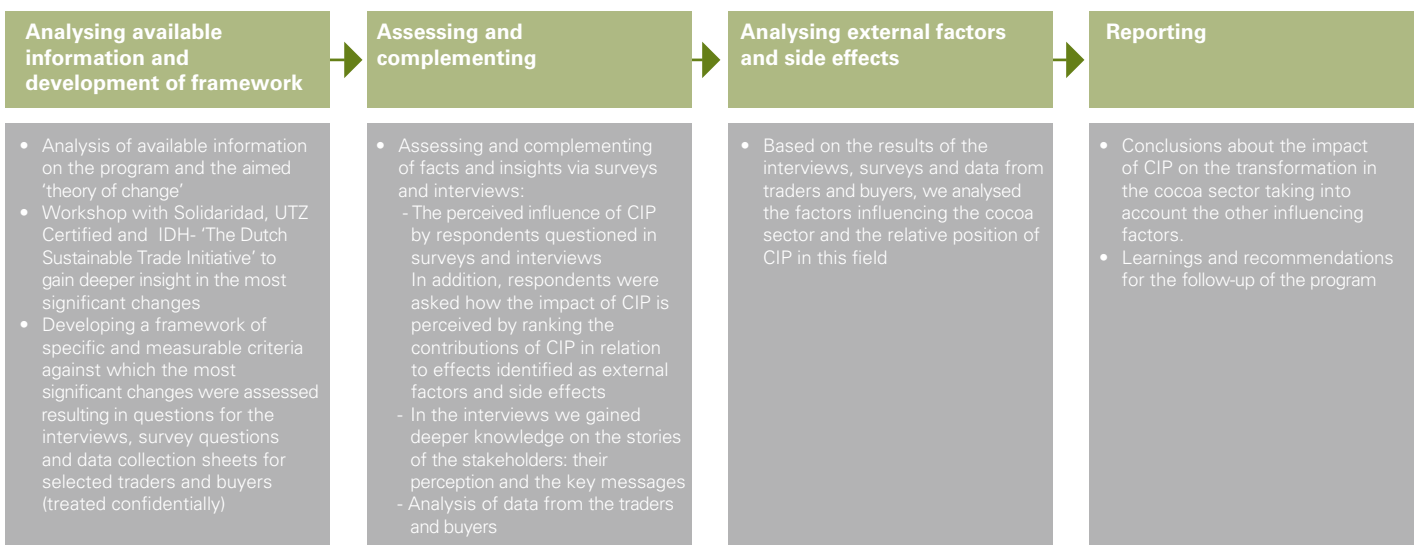 Analysing available
information and
development of framework
• Analysis of available information
on the program and the aimed
‘theory of change’
• Workshop with Solidaridad, UTZ
Certified and IDH- ‘The Dutch
Sustainable Trade Initiative’ to
gain deeper insight in the most
significant changes
• Developing a framework of
specific and measurable criteria
against which the most
significant changes were assessed
resulting in questions for the
interviews, survey questions
and data collection sheets for
selected traders and buyers
(treated confidentially)
Assessing and
complementing
• Assessing and complementing
of facts and insights via surveys
and interviews:
- The perceived influence of CIP
by respondents questioned in
surveys and interviews
In addition, respondents were
asked how the impact of CIP is
perceived by ranking the
contributions of CIP in relation
to effects identified as external
factors and side effects
- In the interviews we gained
deeper knowledge on the stories
of the stakeholders: their
perception and the key messages
- Analysis of data from the traders
and buyers
Analysing external factors
and side effects
• Based on the results of the
interviews, surveys and data from
traders and buyers, we analysed
the factors influencing the cocoa
sector and the relative position of
CIP in this field
Reporting
• Conclusions about the impact
of CIP on the transformation in
the cocoa sector taking into
account the other influencing
factors.
• Learnings and recommendations
for the follow-up of the program